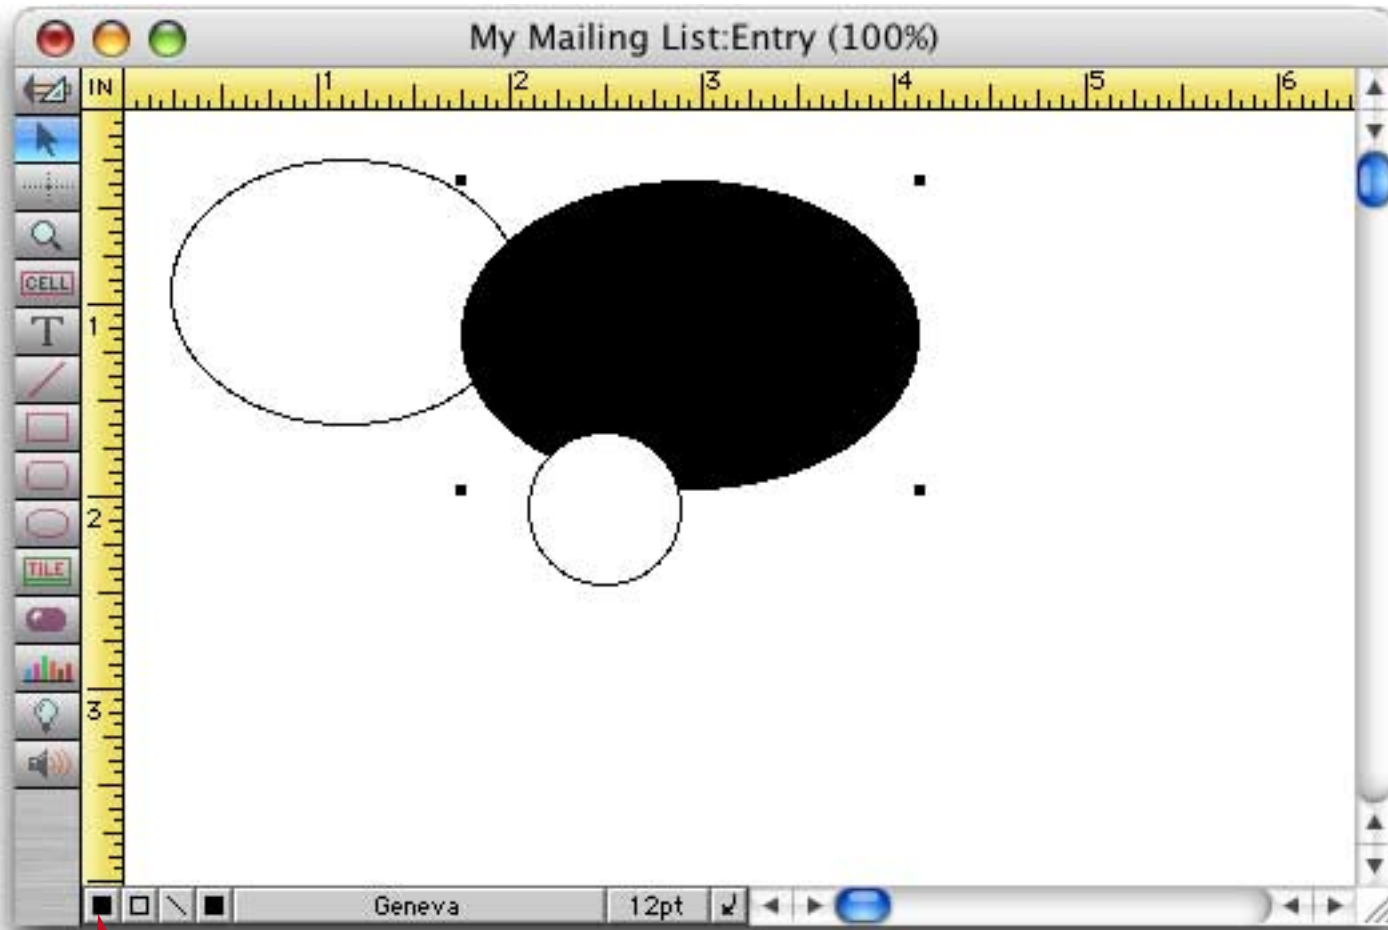 My Mailing List:Entry (100%)
IN 1 2 3 4 5 6
CELL
T
1
TILE
2
3
Geneva 12pt